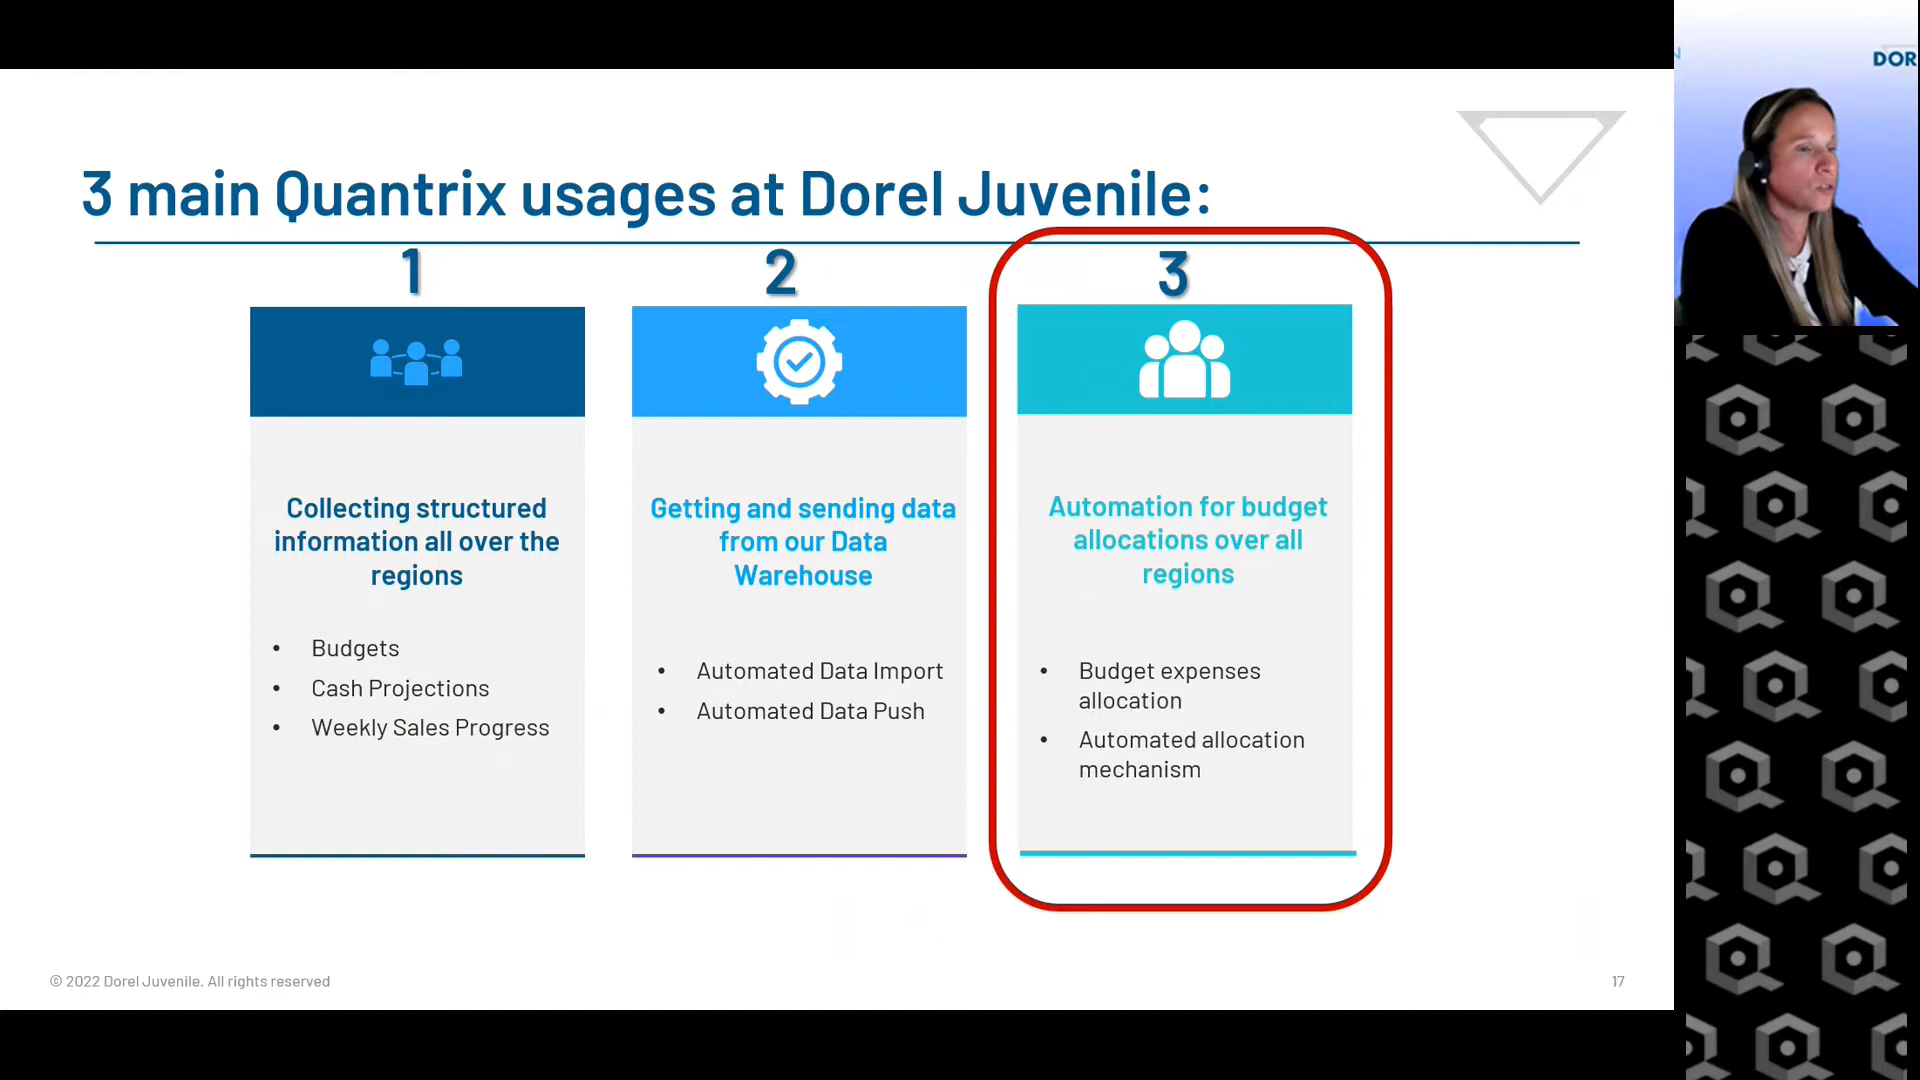 DOR
3 main Quantrix usages at Dorel Juvenile:
1
2
3
Collecting structured
information all over the
regions
• Budgets
• Cash Projections
• Weekly Sales Progress
Getting and sending data
from our Data
Warehouse
• Automated Data Import
• Automated Data Push
Automation for budget
allocations over all
regions
• Budget expenses
allocation
• Automated allocation
mechanism
© 2022 Dorel Juvenile. All rights reserved
17